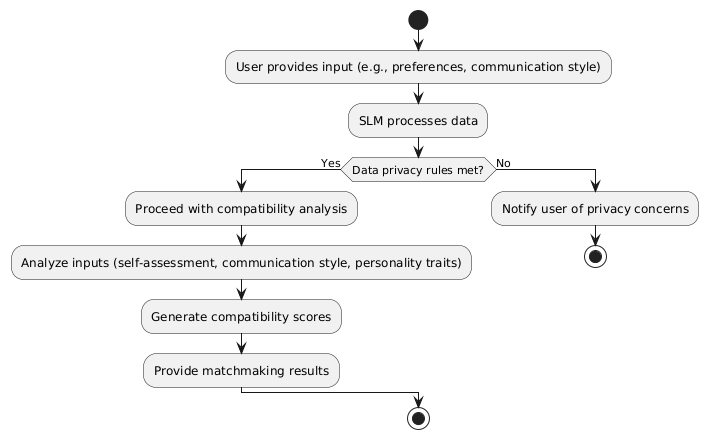 User provides input (e.g., preferences, communication style)
SLM processes data
Yes
Data privacy rules met?
No
Proceed with compatibility analysis
Notify user of privacy concerns
Analyze inputs (self-assessment, communication style, personality traits)
Generate compatibility scores
Provide matchmaking results